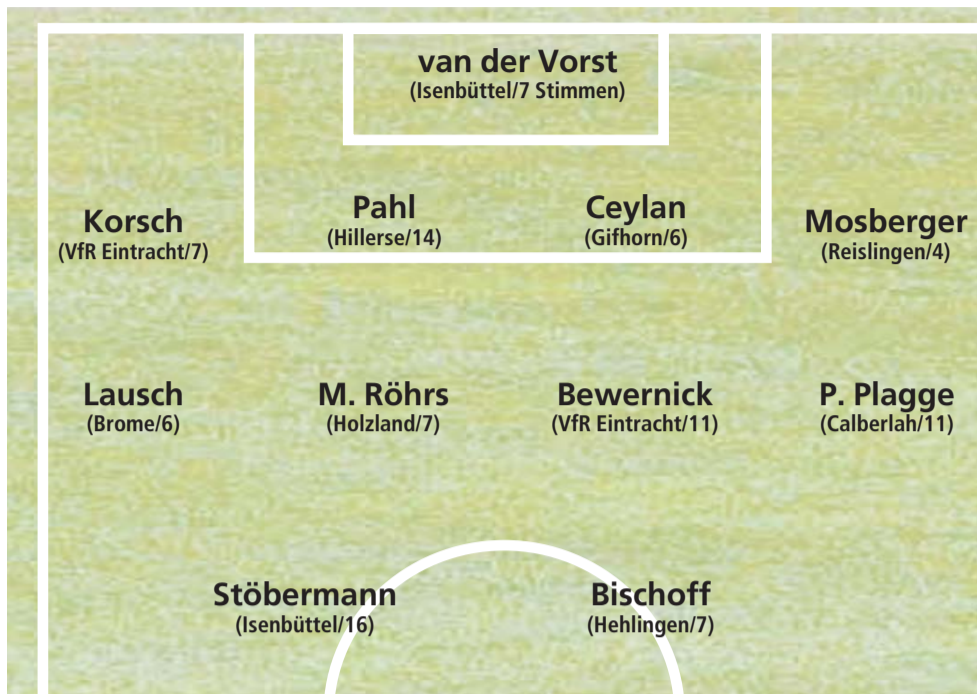 van der Vorst
(Isenbüttel/7 Stimmen)
Korsch
(VfR Eintracht/7)
Pahl
(Hillerse/14)
Ceylan
(Gifhorn/6)
Mosberger
(Reislingen/4)
Lausch
(Brome/6)
M. Röhrs
(Holzland/7)
Bewernick
(VfR Eintracht/11)
P. Plagge
(Calberlah/11)
Stöbermann
(Isenbüttel/16)
Bischoff
(Hehlingen/7)